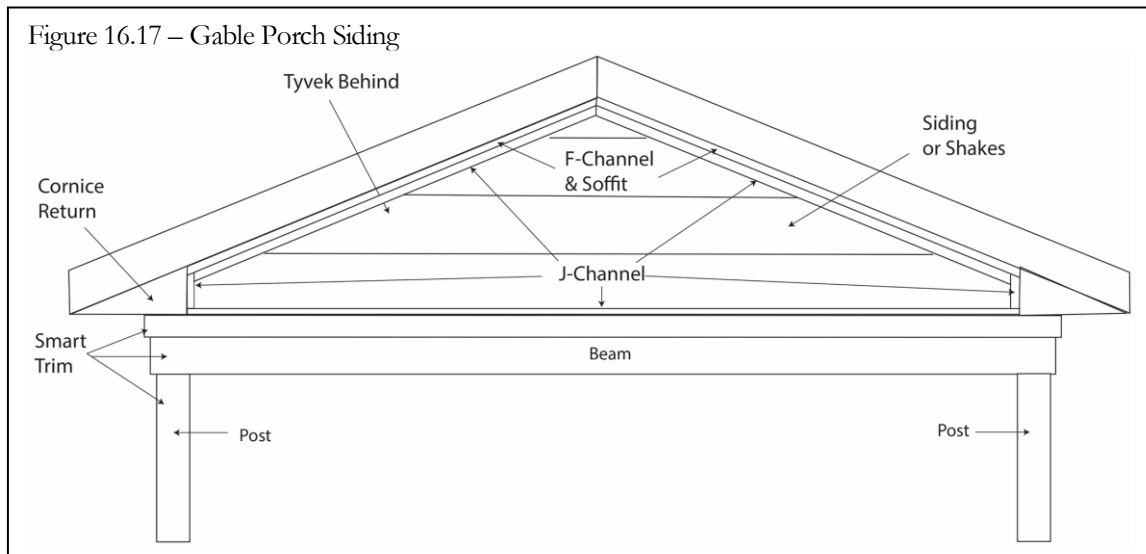 Figure 16.17 – Gable Porch Siding
Tyvek Behind
Siding
or Shakes
F-Channel
& Soffit
Cornice
Return
J-Channel
Smart
Trim
Beam
Post
Post